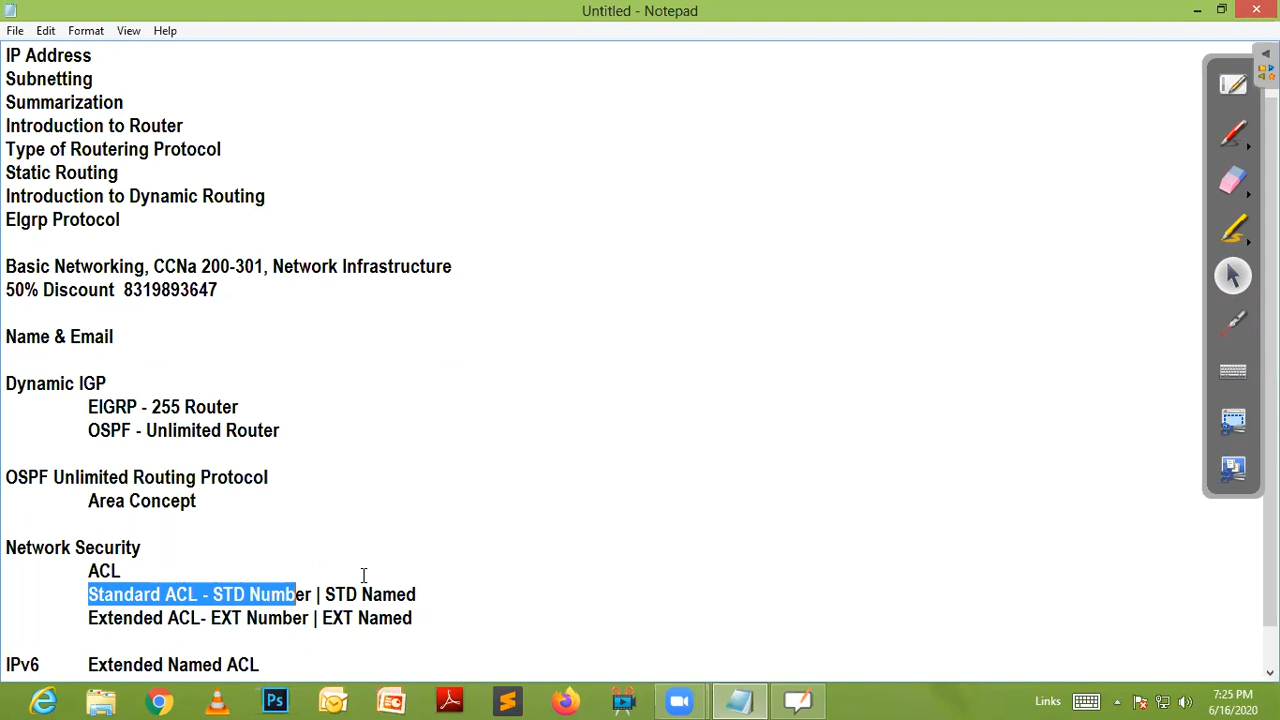 Untitled - Notepad
File Edit Format View Help
IP Address
Subnetting
Summarization
Introduction to Router
Type of Routering Protocol
Static Routing
Introduction to Dynamic Routing
EIgrp Protocol
Basic Networking, CCNa 200-301, Network Infrastructure
50% Discount 8319893647
Name & Email
Dynamic IGP
EIGRP - 255 Router
OSPF - Unlimited Router
OSPF Unlimited Routing Protocol
Area Concept
Network Security
ACL
Standard ACL - STD Number | STD Named
Extended ACL- EXT Number | EXT Named
IPv6 Extended Named ACL
Ps
Links
7:25 PM
6/16/2020